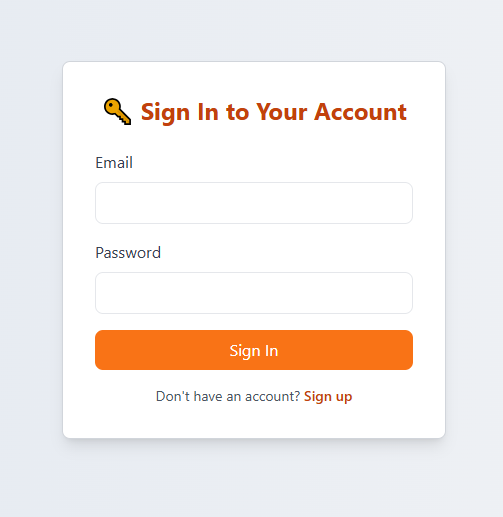 🔑 Sign In to Your Account
Email
Password
Sign In
Don't have an account? Sign up